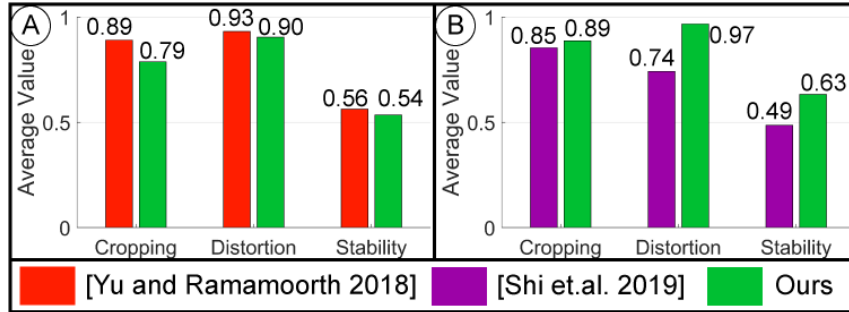 A
Average Value
1
0.5
0
0.89
0.79
0.93
0.90
0.56
0.54
Cropping Distortion Stability
B
Average Value
1
0.5
0
0.85
0.89
0.74
0.97
0.49
0.63
Cropping Distortion Stability
[Yu and Ramamoorth 2018] [Shi et.al. 2019] Ours